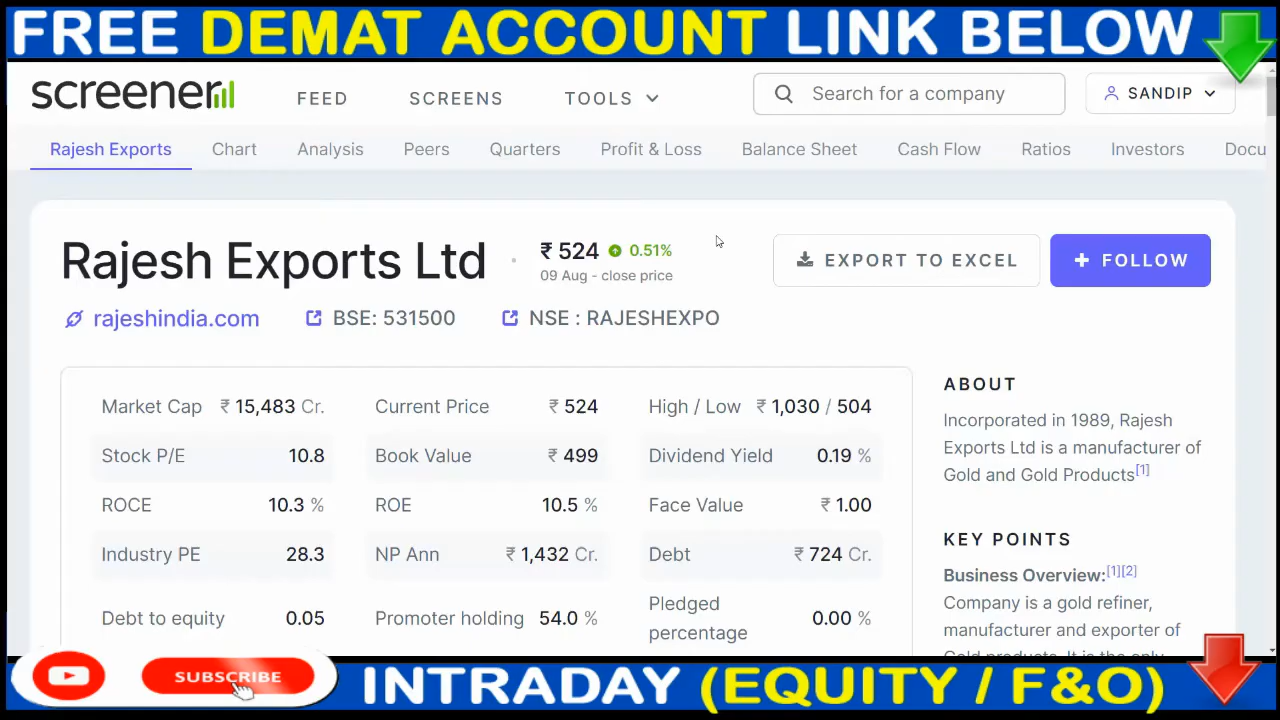 FREE DEMAT ACCOUNT LINK BELOW
screener
FEED
SCREENS
TOOLS
Search for a company
SANDIP
Rajesh Exports
Chart
Analysis
Peers
Quarters
Profit & Loss
Balance Sheet
Cash Flow
Ratios
Investors
Docu
Rajesh Exports Ltd
₹ 524 0.51%
09 Aug - close price
EXPORT TO EXCEL
+ FOLLOW
rajeshindia.com
BSE: 531500
NSE : RAJESHEXPO
Market Cap ₹ 15,483 Cr.
Current Price ₹ 524
High / Low ₹ 1,030 / 504
Stock P/E 10.8
Book Value ₹ 499
Dividend Yield 0.19 %
ROCE 10.3 %
ROE 10.5 %
Face Value ₹ 1.00
Industry PE 28.3
NP Ann ₹ 1,432 Cr.
Debt ₹ 724 Cr.
Debt to equity 0.05
Promoter holding 54.0 %
Pledged
percentage 0.00 %
ABOUT
Incorporated in 1989, Rajesh
Exports Ltd is a manufacturer of
Gold and Gold Products[1]
KEY POINTS
Business Overview:[1][2]
Company is a gold refiner,
manufacturer and exporter of
Gold products. It is the only
SUBSCRIBE
INTRADAY (EQUITY / F&O)